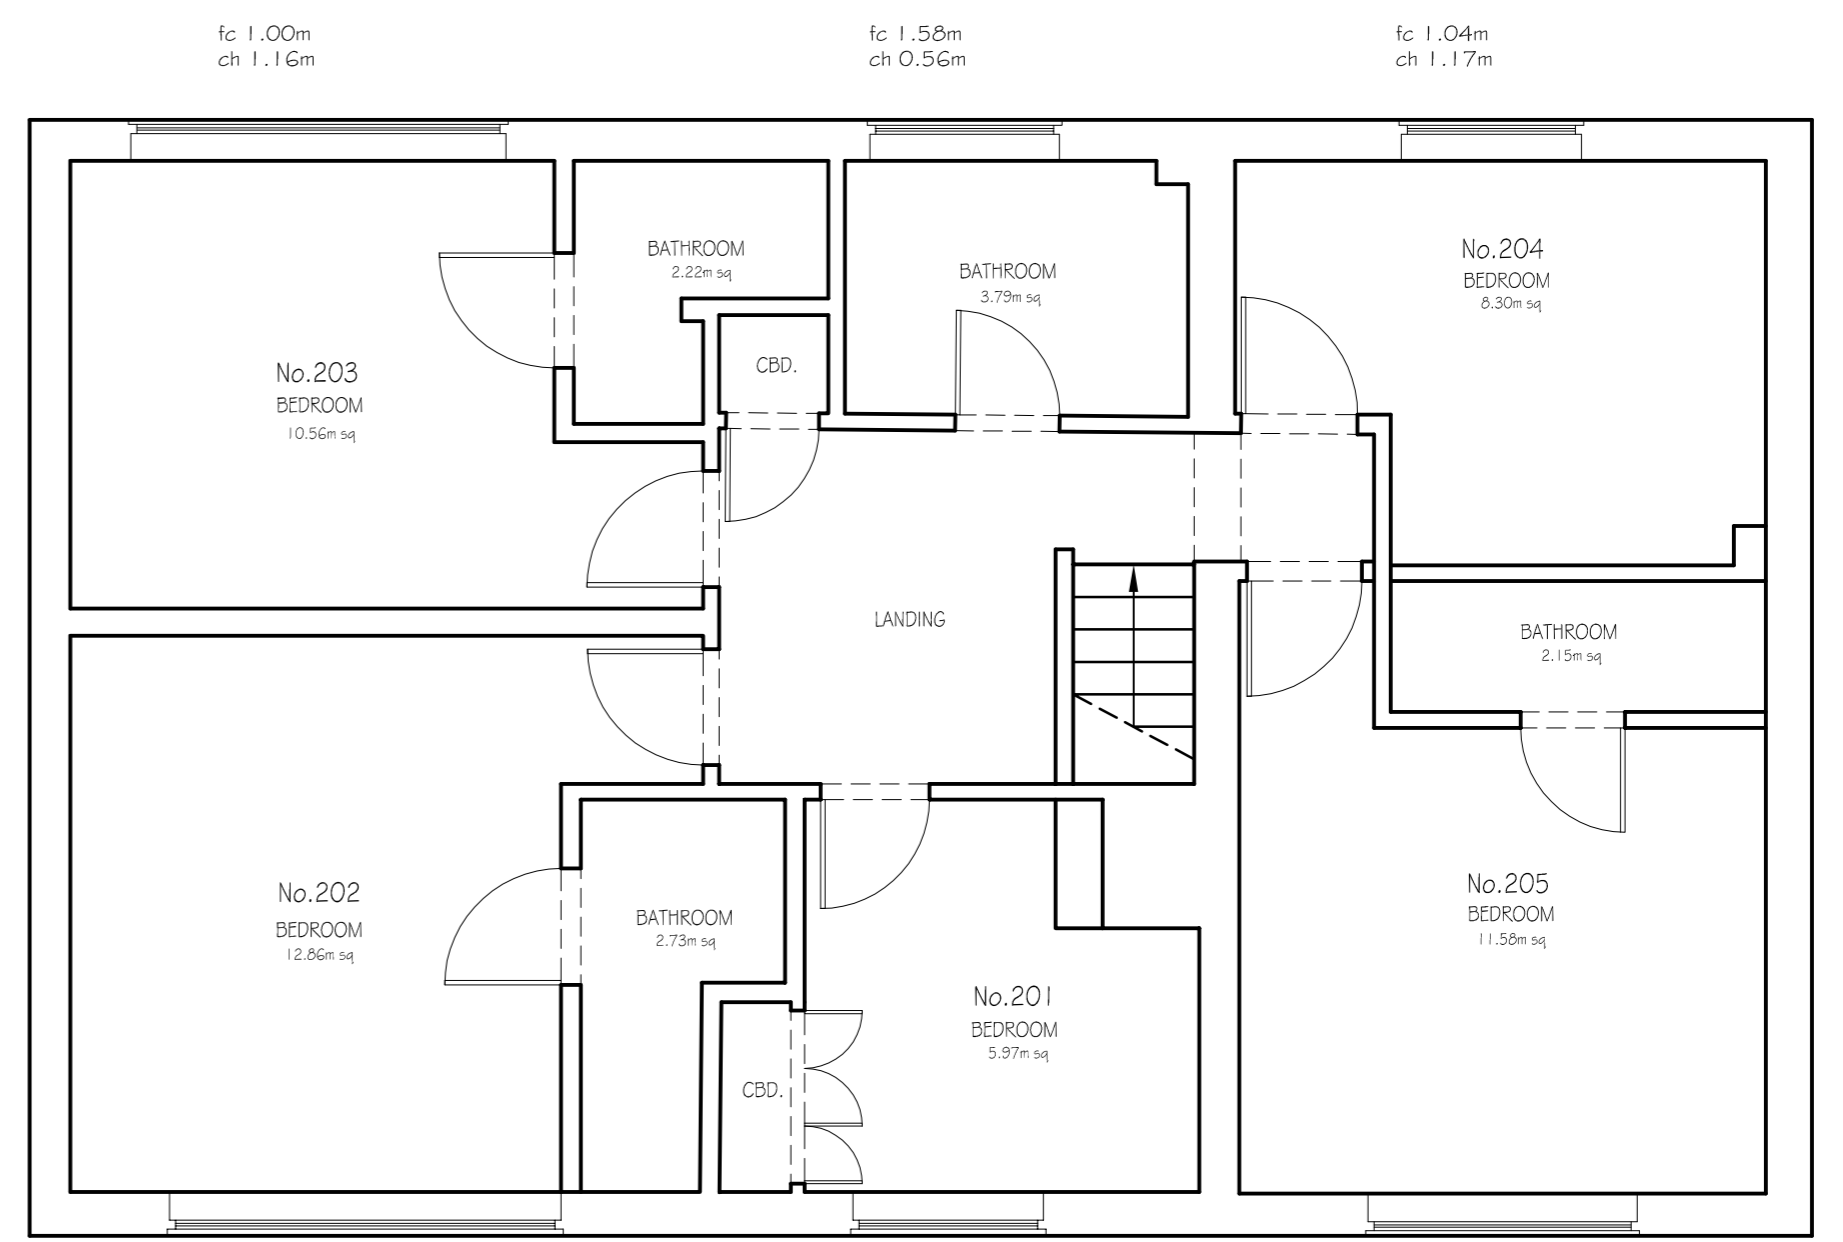 fc 1.00m
ch 1.16m
fc 1.58m
ch 0.56m
fc 1.04m
ch 1.17m
BATHROOM
2.22m sq
BATHROOM
3.79m sq
No.204
BEDROOM
8.30m sq
CBD.
No.203
BEDROOM
10.56m sq
LANDING
BATHROOM
2.15m sq
No.202
BEDROOM
12.86m sq
BATHROOM
2.73m sq
No.205
BEDROOM
11.58m sq
No.201
BEDROOM
5.97m sq
CBD.